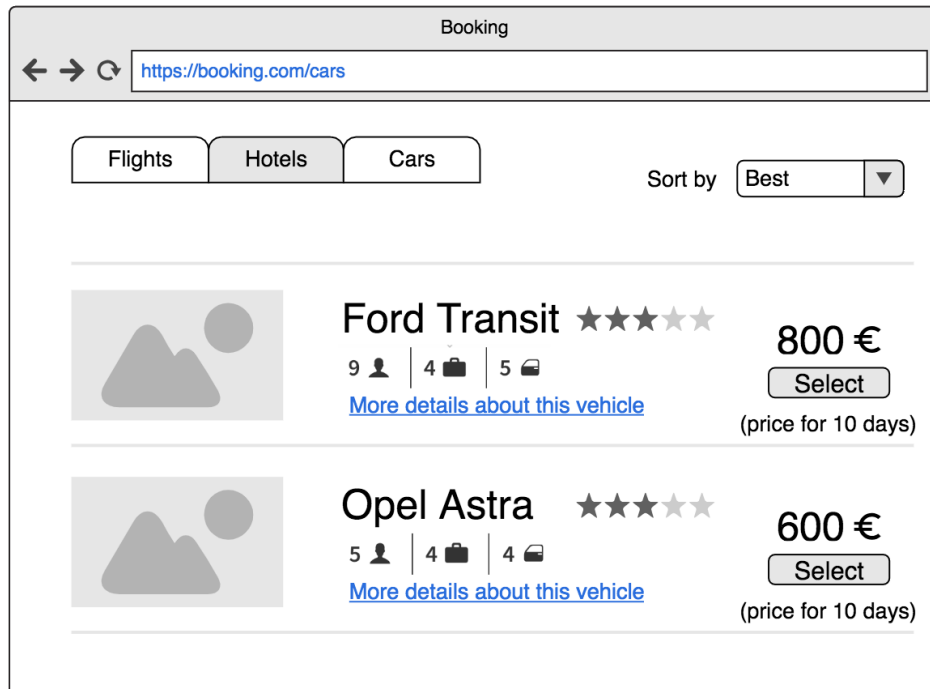 Booking
https://booking.com/cars
Flights Hotels Cars
Sort by Best
Ford Transit
800 €
9 4 5
Select
More details about this vehicle
(price for 10 days)
Opel Astra
600 €
5 4 4
Select
More details about this vehicle
(price for 10 days)